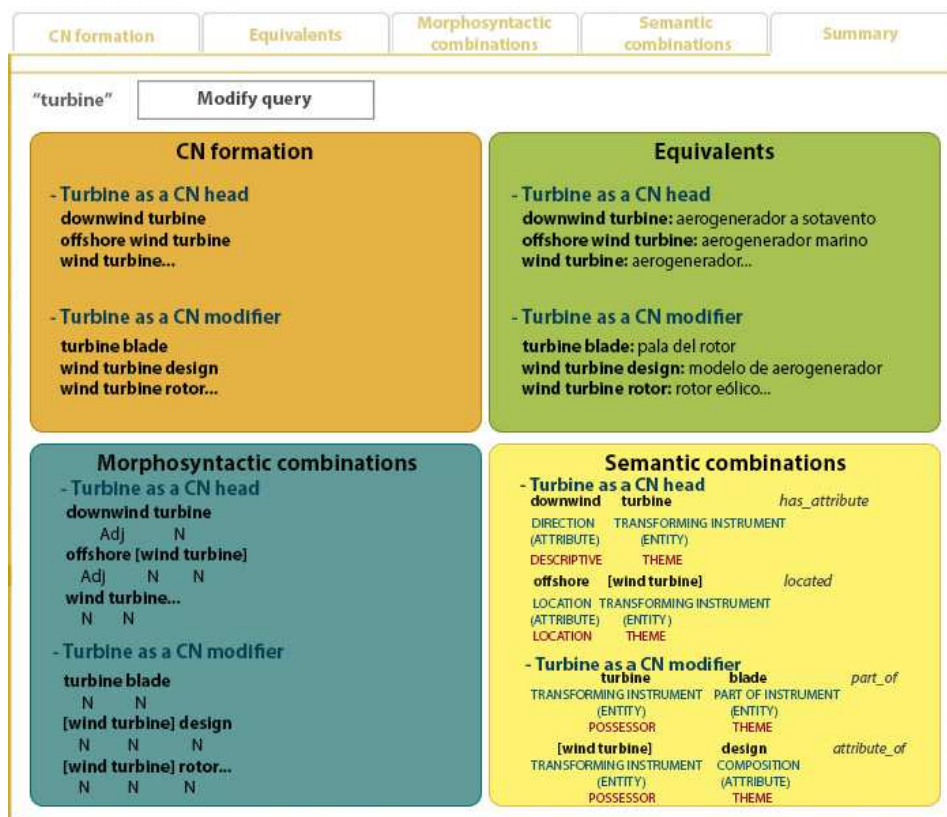 CN formation
Equivalents
Morphosyntactic
combinations
Semantic
combinations
Summary
"turbine"
Modify query
CN formation
- Turbine as a CN head
downwind turbine
offshore wind turbine
wind turbine...
- Turbine as a CN modifier
turbine blade
wind turbine design
wind turbine rotor...
Equivalents
- Turbine as a CN head
downwind turbine: aerogenerador a sotavento
offshore wind turbine: aerogenerador marino
wind turbine: aerogenerador...
- Turbine as a CN modifier
turbine blade: pala del rotor
wind turbine design: modelo de aerogenerador
wind turbine rotor: rotor eólico...
Morphosyntactic combinations
- Turbine as a CN head
downwind turbine
Adj N
offshore [wind turbine]
Adj N N
wind turbine...
N N
- Turbine as a CN modifier
turbine blade
N N
[wind turbine] design
N N N
[wind turbine] rotor...
N N N
Semantic combinations
- Turbine as a CN head
downwind turbine has_attribute
DIRECTION TRANSFORMING INSTRUMENT
(ATTRIBUTE) (ENTITY)
DESCRIPTIVE THEME
offshore [wind turbine] located
LOCATION TRANSFORMING INSTRUMENT
(ATTRIBUTE) (ENTITY)
LOCATION THEME
- Turbine as a CN modifier
turbine blade part_of
TRANSFORMING INSTRUMENT PART OF INSTRUMENT
(ENTITY) (ENTITY)
POSSESSOR THEME
[wind turbine] design attribute_of
TRANSFORMING INSTRUMENT COMPOSITION
(ENTITY) (ATTRIBUTE)
POSSESSOR THEME